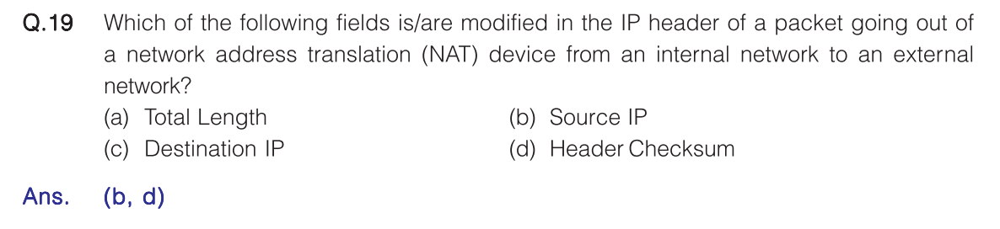 Q.19 Which of the following fields is/are modified in the IP header of a packet going out of
a network address translation (NAT) device from an internal network to an external
network?
(a) Total Length (b) Source IP
(c) Destination IP (d) Header Checksum
Ans. (b, d)